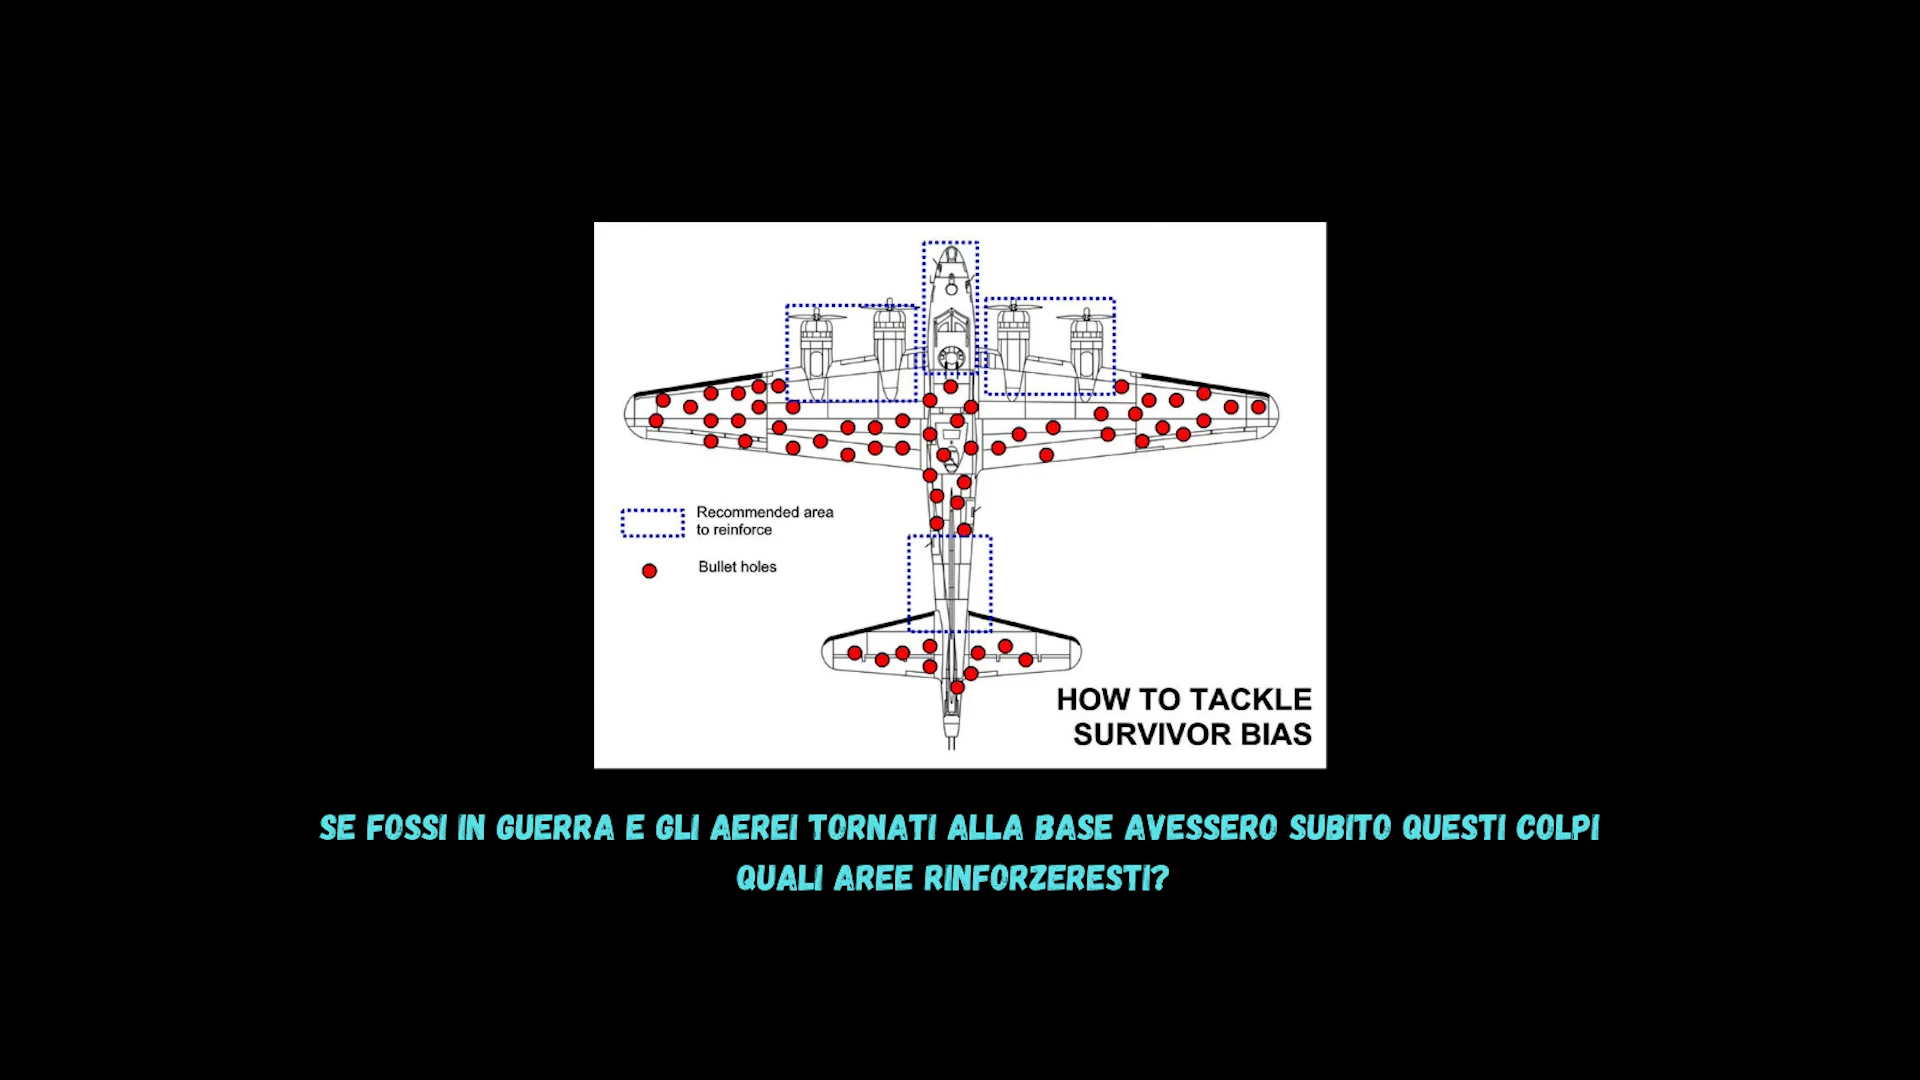 Recommended area
to reinforce
Bullet holes
HOW TO TACKLE
SURVIVOR BIAS
SE FOSSI IN GUERRA E GLI AEREI TORNATI ALLA BASE AVESSERO SUBITO QUESTI COLPI
QUALI AREE RINFORZERESTI?